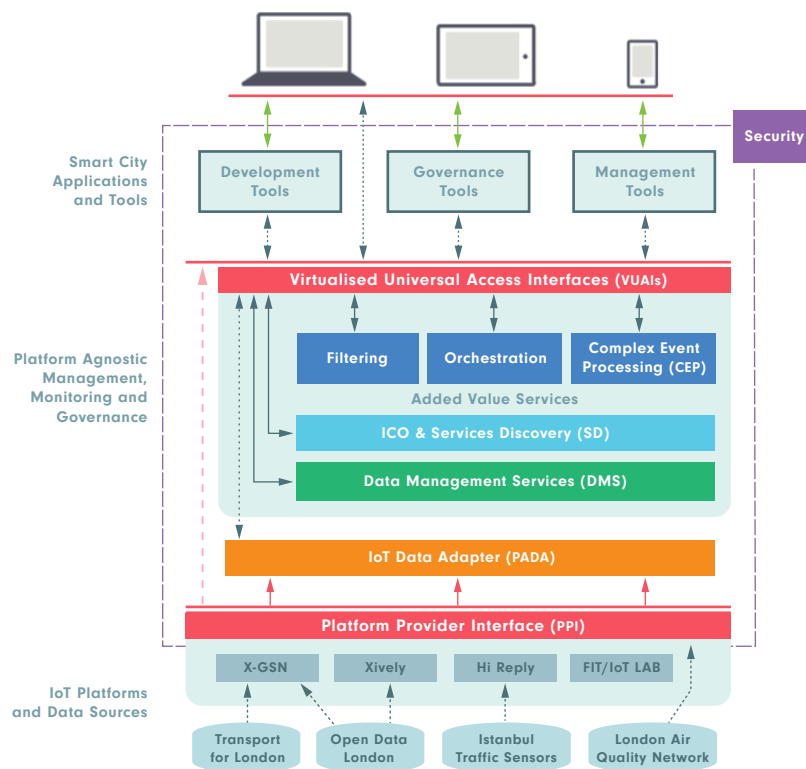 Security
Smart City
Applications
and Tools
Development
Tools
Governance
Tools
Management
Tools
Virtualised Universal Access Interfaces (VUAIs)
Platform Agnostic
Management,
Monitoring and
Governance
Filtering
Orchestration
Complex Event
Processing (CEP)
Added Value Services
ICO & Services Discovery (SD)
Data Management Services (DMS)
IoT Data Adapter (PADA)
Platform Provider Interface (PPI)
IoT Platforms
and Data Sources
X-GSN
Xively
Hi Reply
FIT/IoT LAB
Transport
for London
Open Data
London
Istanbul
Traffic Sensors
London Air
Quality Network